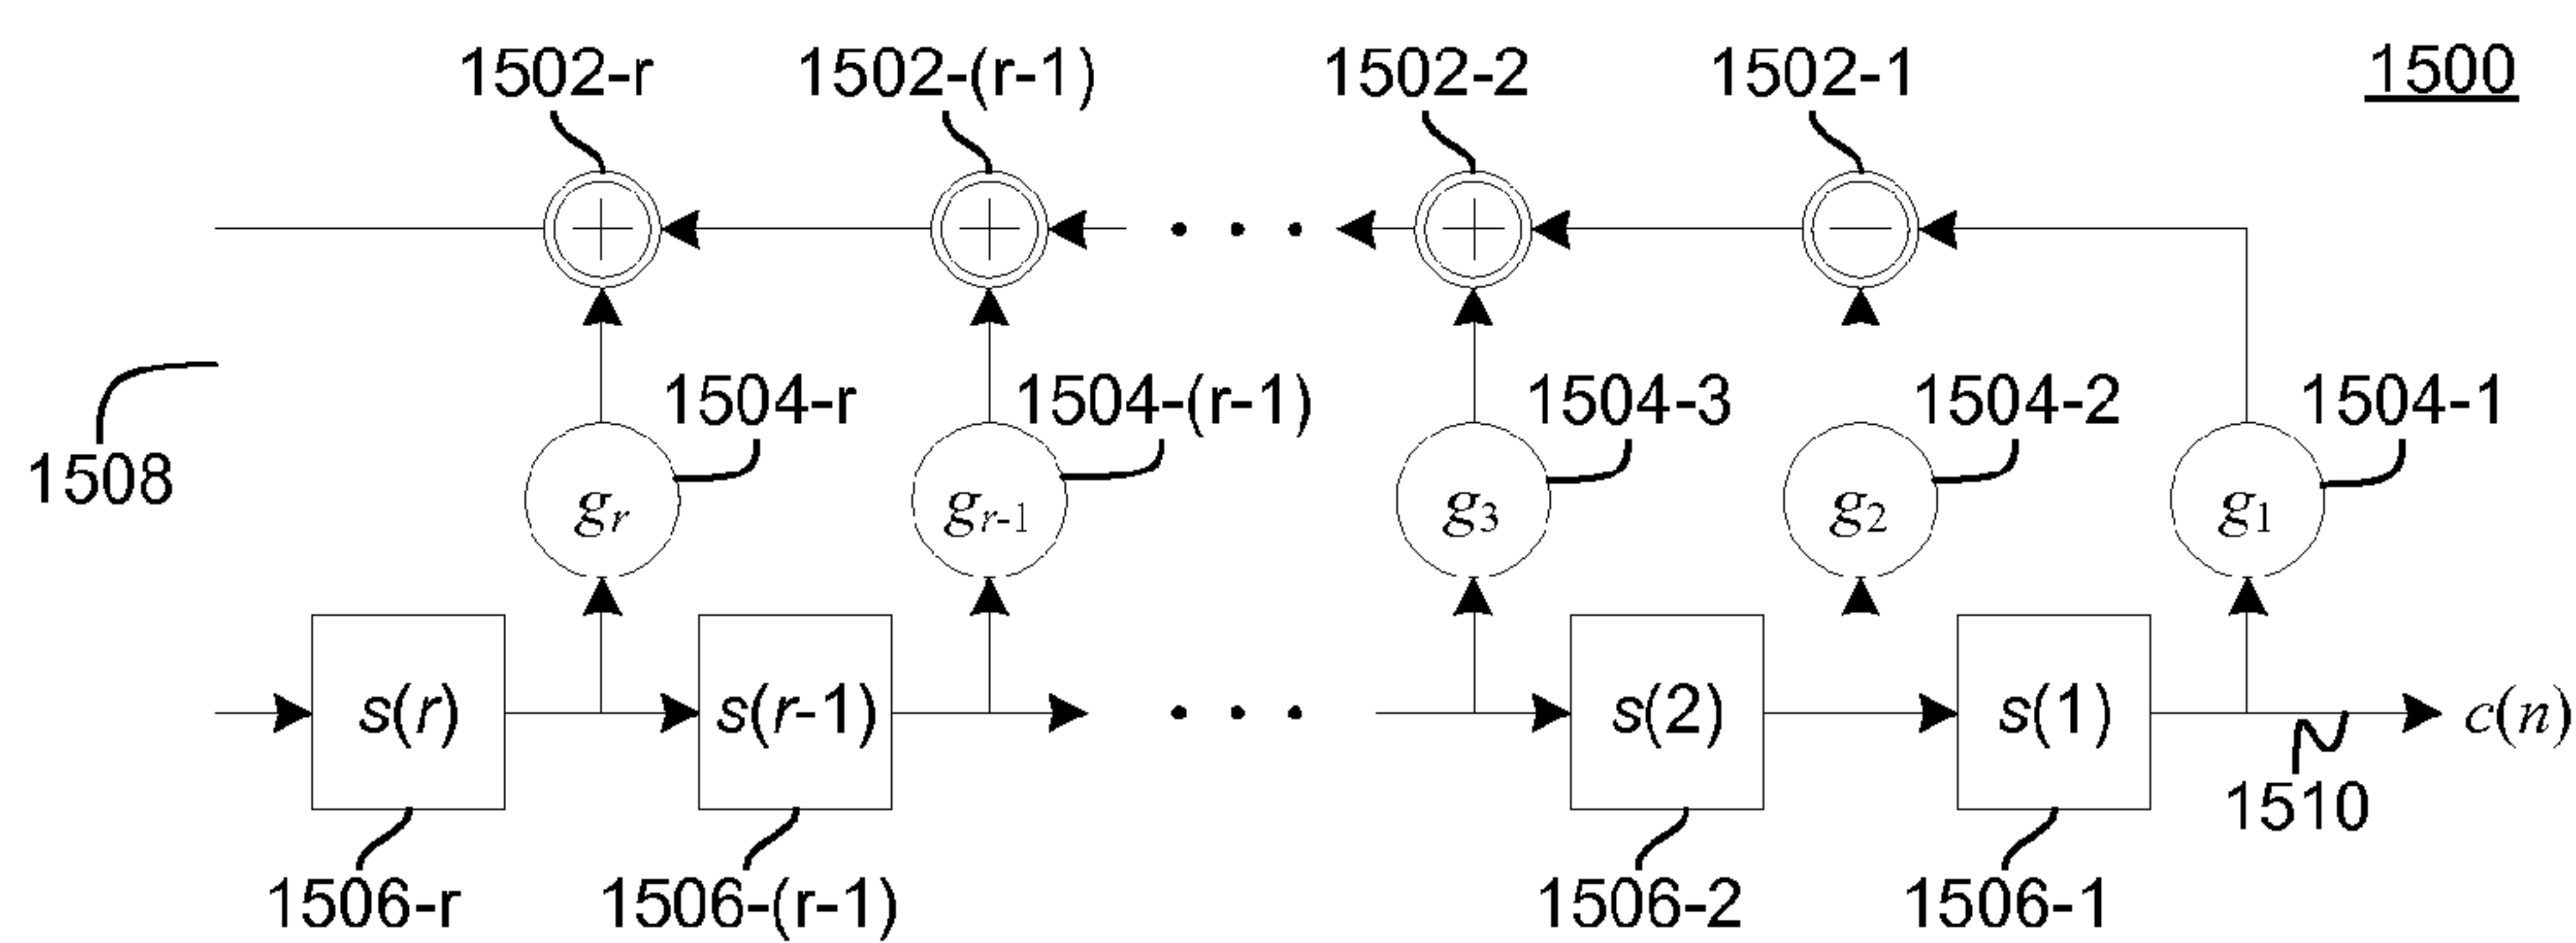 1502-r 1502-(r-1) 1502-2 1502-1 1500
1504-r 1504-(r-1) 1504-3 1504-2 1504-1
1508
gr gr-1 g3 g2 g1
s(r) s(r-1) s(2) s(1) c(n)
1510
1506-r 1506-(r-1) 1506-2 1506-1